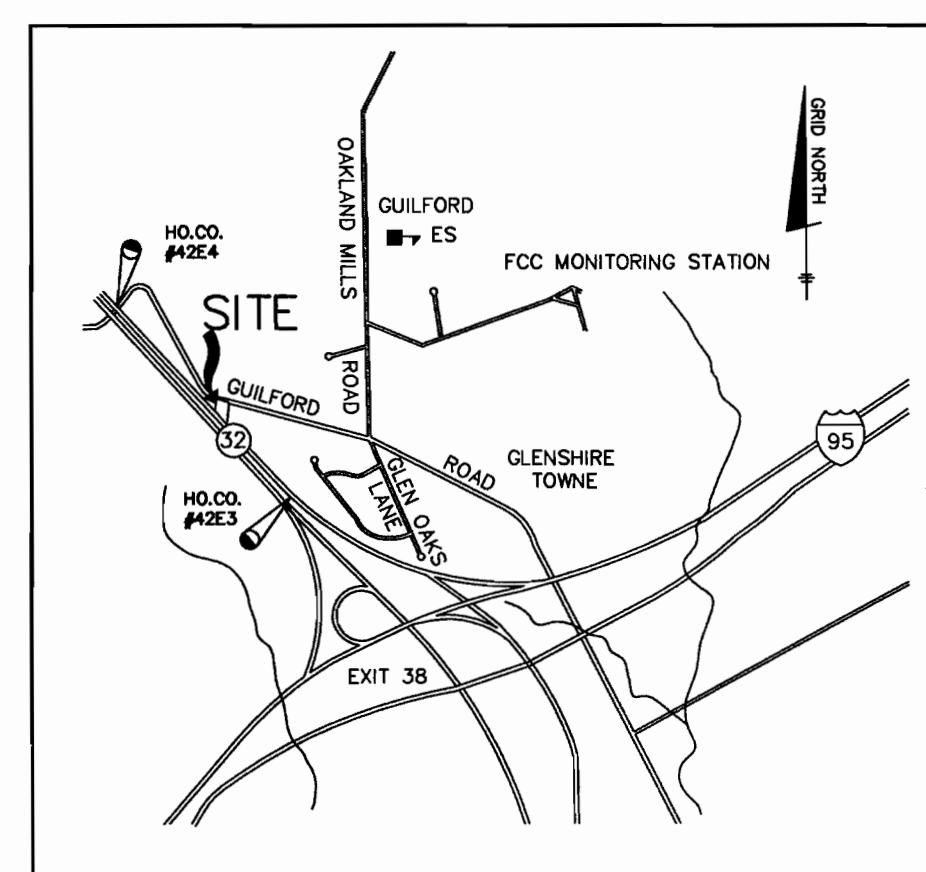 GRID NORTH
OAKLAND MILLS
ROAD
GUILFORD
ES
HO.CO.
#42E4
FCC MONITORING STATION
SITE
GUILFORD
ROAD
32
95
GLENSHIRE
TOWNE
GLEN OAKS
LANE
HO.CO.
#42E3
EXIT 38